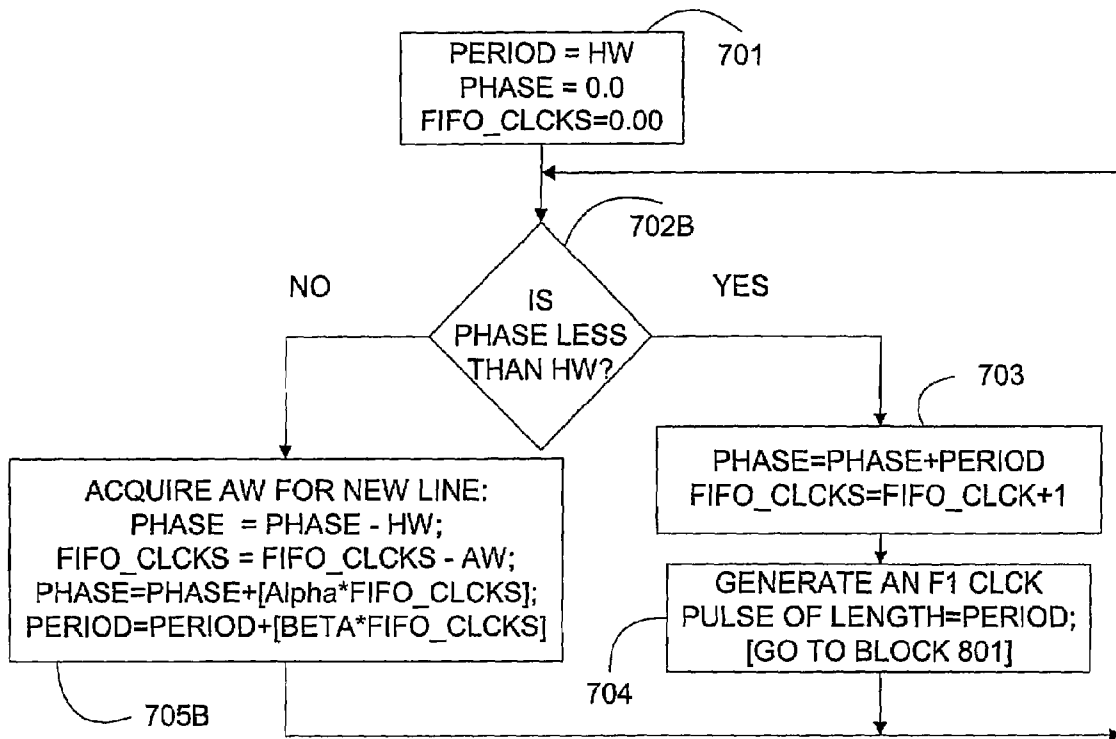 PERIOD = HW
PHASE = 0.0
FIFO_CLCKS=0.00
701
702B
NO
YES
IS
PHASE LESS
THAN HW?
703
PHASE=PHASE+PERIOD
FIFO_CLCKS=FIFO_CLCK+1
ACQUIRE AW FOR NEW LINE:
PHASE = PHASE - HW;
FIFO_CLCKS = FIFO_CLCKS - AW;
PHASE=PHASE+[Alpha*FIFO_CLCKS];
PERIOD=PERIOD+[BETA*FIFO_CLCKS]
GENERATE AN F1 CLCK
PULSE OF LENGTH=PERIOD;
[GO TO BLOCK 801]
704
705B